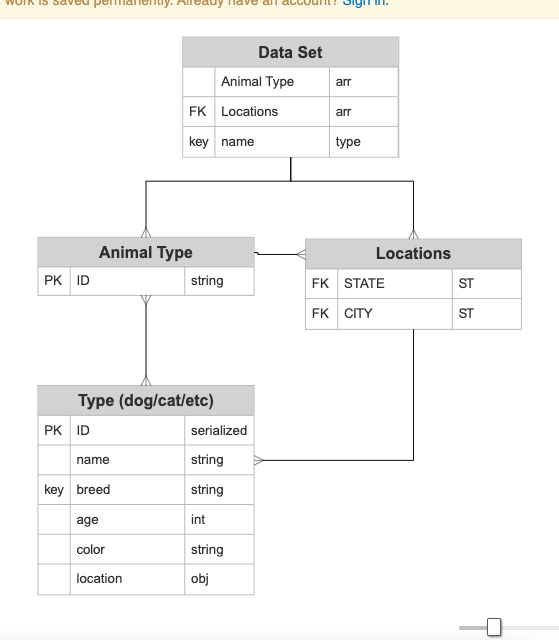 work is saved permanently. Already have an account? Sign in.
Data Set
Animal Type arr
FK Locations arr
key name type
Animal Type
PK ID string
Locations
FK STATE ST
FK CITY ST
Type (dog/cat/etc)
PK ID serialized
name string
key breed string
age int
color string
location obj